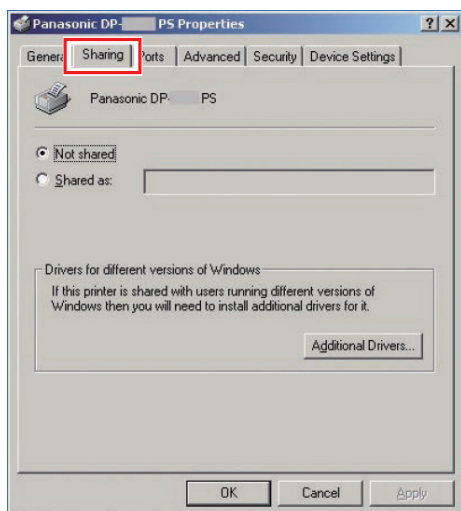 Panasonic DP- PS Properties
? X
General Sharing Ports Advanced Security Device Settings
Panasonic DP- PS
Not shared
Shared as:
Drivers for different versions of Windows
If this printer is shared with users running different versions of
Windows then you will need to install additional drivers for it.
Additional Drivers...
OK Cancel Apply